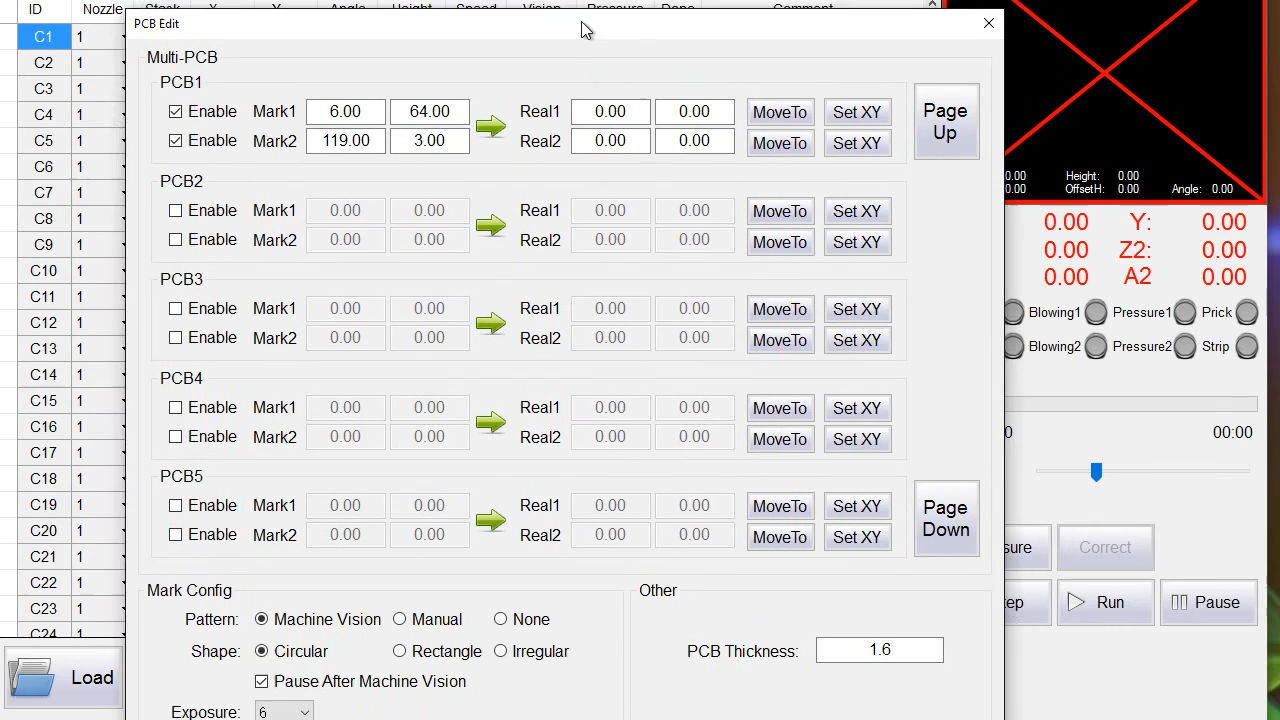 ID Nozzle Stack X Y Angle Height Speed Vision Pressure Done Comment
PCB Edit
C1 1
C2 1
C3 1
C4 1
C5 1
C6 1
C7 1
C8 1
C9 1
C10 1
C11 1
C12 1
C13 1
C14 1
C15 1
C16 1
C17 1
C18 1
C19 1
C20 1
C21 1
C22 1
C23 1
C24 1
Load
Multi-PCB
PCB1
Enable Mark1 6.00 64.00 Real1 0.00 0.00 MoveTo Set XY
Enable Mark2 119.00 3.00 Real2 0.00 0.00 MoveTo Set XY
Page
Up
PCB2
Enable Mark1 0.00 0.00 Real1 0.00 0.00 MoveTo Set XY
Enable Mark2 0.00 0.00 Real2 0.00 0.00 MoveTo Set XY
PCB3
Enable Mark1 0.00 0.00 Real1 0.00 0.00 MoveTo Set XY
Enable Mark2 0.00 0.00 Real2 0.00 0.00 MoveTo Set XY
PCB4
Enable Mark1 0.00 0.00 Real1 0.00 0.00 MoveTo Set XY
Enable Mark2 0.00 0.00 Real2 0.00 0.00 MoveTo Set XY
PCB5
Enable Mark1 0.00 0.00 Real1 0.00 0.00 MoveTo Set XY
Enable Mark2 0.00 0.00 Real2 0.00 0.00 MoveTo Set XY
Page
Down
Mark Config
Pattern: Machine Vision Manual None
Shape: Circular Rectangle Irregular
Pause After Machine Vision
Exposure: 6
Other
PCB Thickness: 1.6
0.00 Height: 0.00
0.00 OffsetH: 0.00 Angle: 0.00
0.00 Y: 0.00
0.00 Z2: 0.00
0.00 A2 0.00
Blowing1 Pressure1 Prick
Blowing2 Pressure2 Strip
0 00:00
sure Correct
ep Run Pause